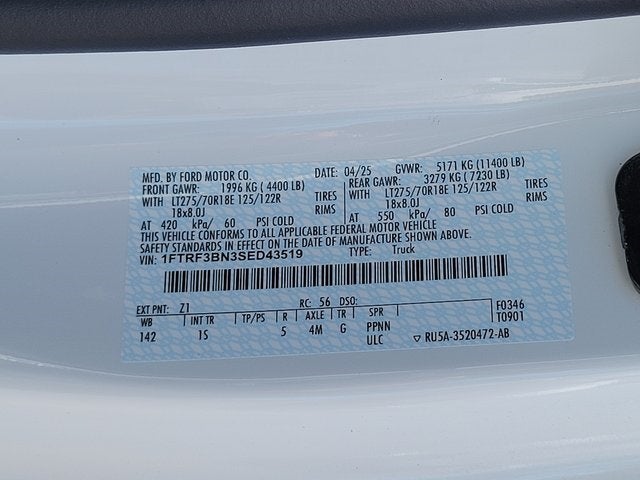 MFD. BY FORD MOTOR CO. DATE: 04/25 GVWR: 5171 KG (11400 LB)
FRONT GAWR: 1996 KG (4400 LB) REAR GAWR: 3279 KG (7230 LB)
WITH LT275/70R18E 125/122R TIRES WITH LT275/70R18E 125/122R TIRES
18x8.0J RIMS 18x8.0J RIMS
AT 420 kPa/ 60 PSI COLD AT 550 kPa/ 80 PSI COLD
THIS VEHICLE CONFORMS TO ALL APPLICABLE FEDERAL MOTOR VEHICLE
SAFETY STANDARDS IN EFFECT ON THE DATE OF MANUFACTURE SHOWN ABOVE.
VIN: 1FTRF3BN3SED43519 TYPE: Truck
EXT PNT: Z1 RC: 56 DSO: F0346
WB INT TR TP/PS R AXLE TR SPR T0901
142 1S 5 4M G PPNN
ULC ▽ RU5A-3520472-AB